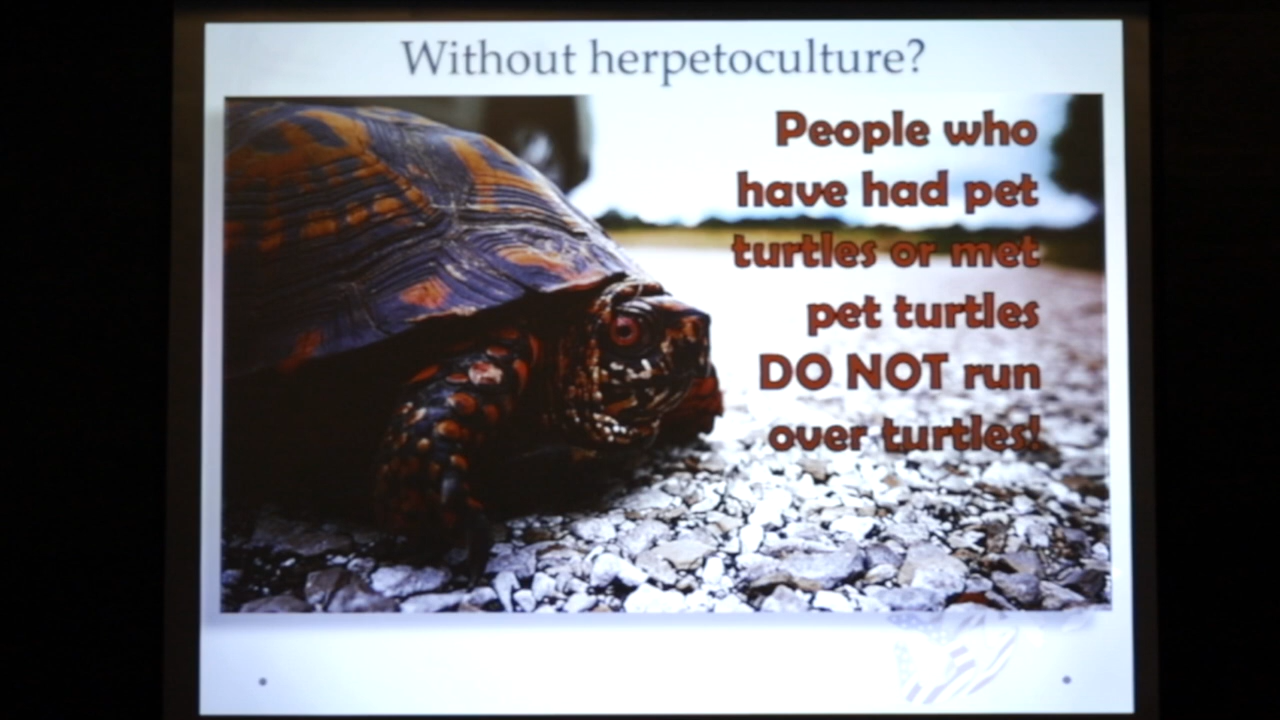 Without herpetoculture?
People who
have had pet
turtles or met
pet turtles
DO NOT run
over turtles!